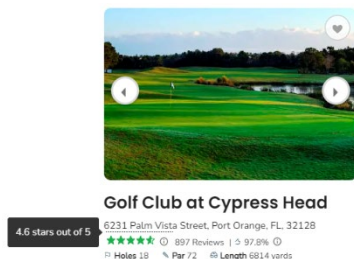 Golf Club at Cypress Head
6231 Palm Vista Street, Port Orange, FL, 32128
4.6 stars out of 5
897 Reviews | 97.8%
Holes 18 Par 72 Length 6814 yards